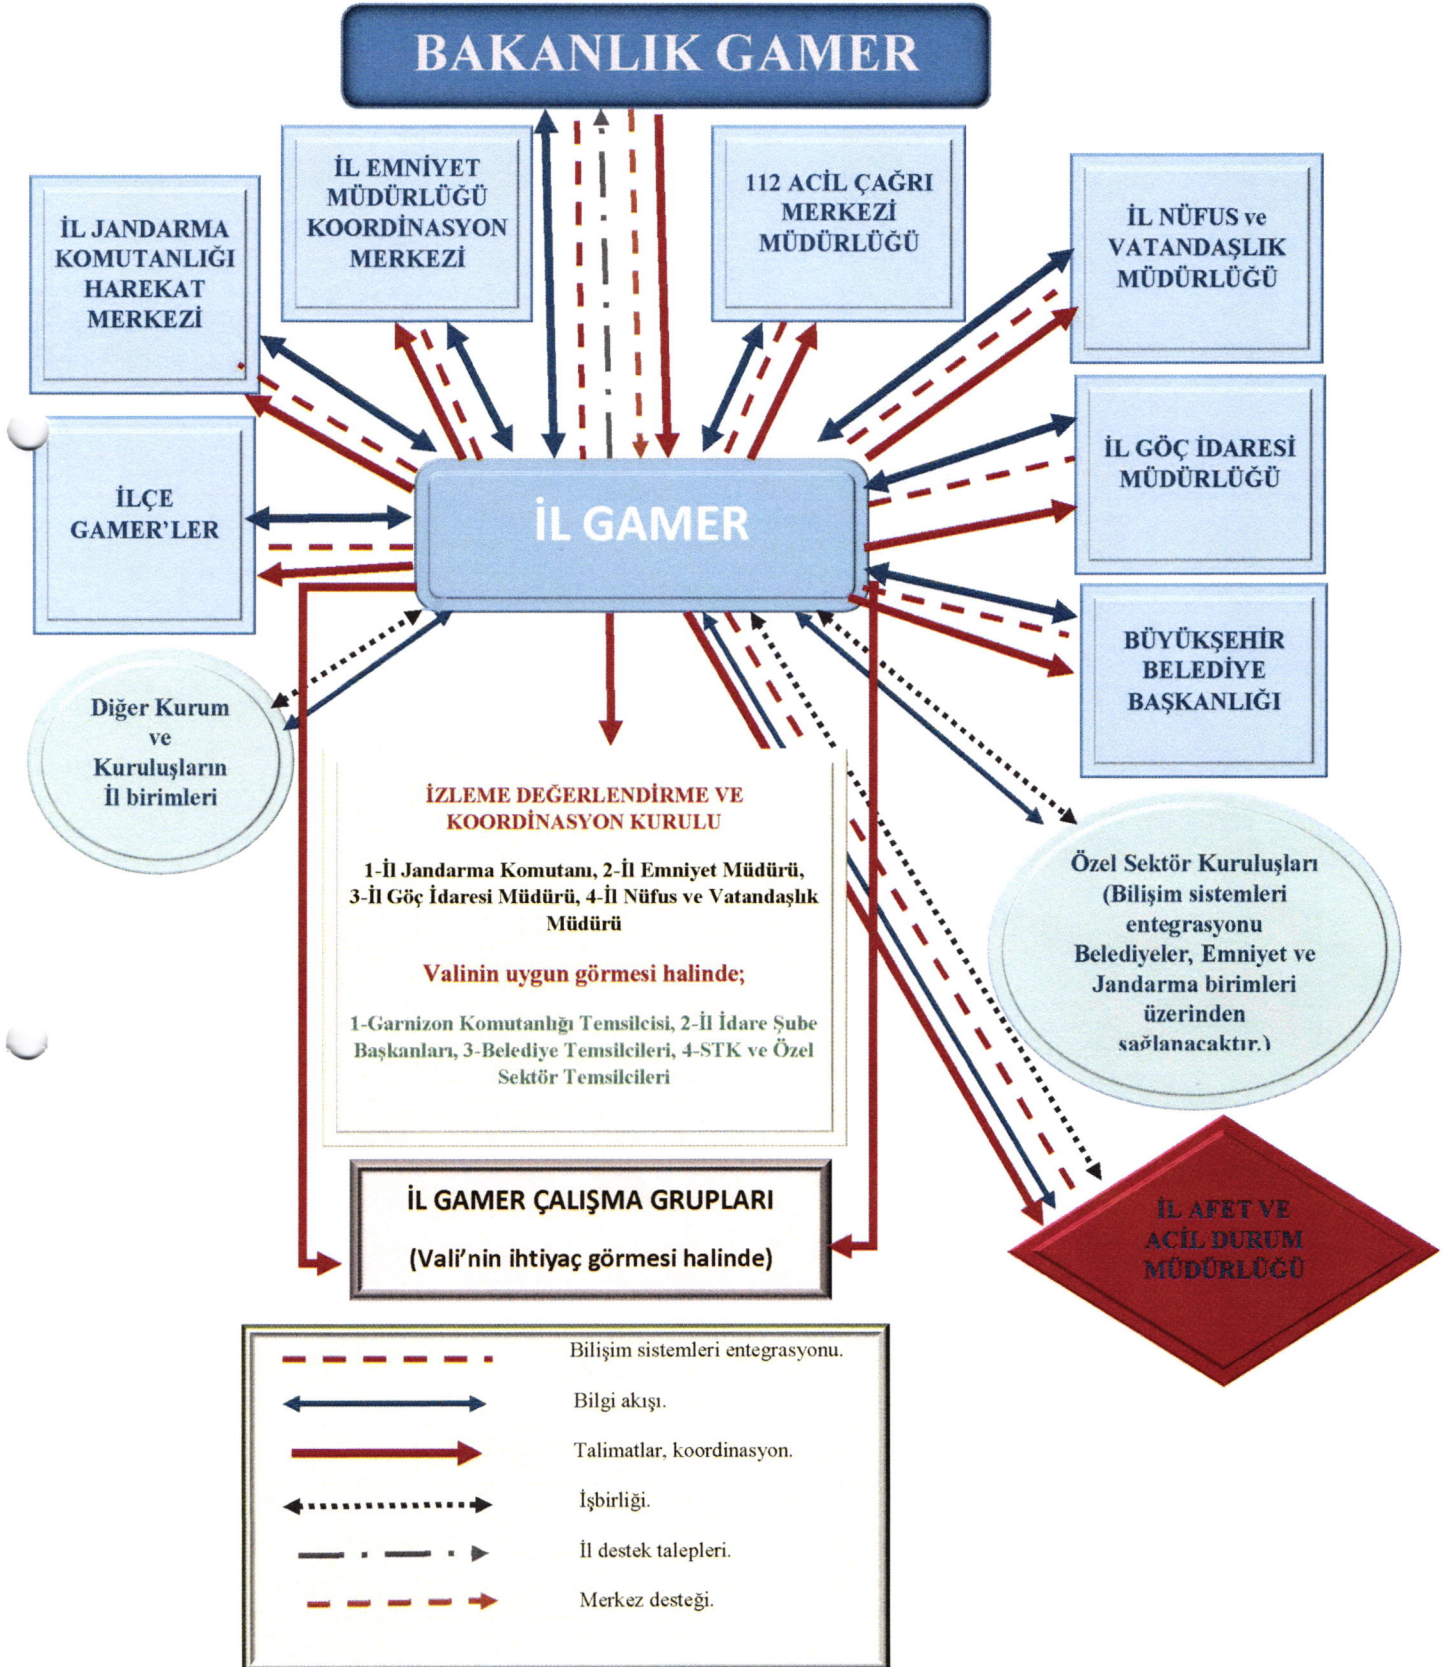 BAKANLIK GAMER
İL JANDARMA
KOMUTANLIĞI
HAREKAT
MERKEZİ
İL EMNİYET
MÜDÜRLÜĞÜ
KOORDİNASYON
MERKEZİ
112 ACİL ÇAĞRI
MERKEZİ
MÜDÜRLÜĞÜ
İL NÜFUS ve
VATANDAŞLIK
MÜDÜRLÜĞÜ
İLÇE
GAMER’LER
İL GAMER
İL GÖÇ İDARESİ
MÜDÜRLÜĞÜ
BÜYÜKŞEHİR
BELEDİYE
BAŞKANLIĞI
Diğer Kurum
ve
Kuruluşların
İl birimleri
İZLEME DEĞERLENDİRME VE
KOORDİNASYON KURULU
1-İl Jandarma Komutanı, 2-İl Emniyet Müdürü,
3-İl Göç İdaresi Müdürü, 4-İl Nüfus ve Vatandaşlık
Müdürü
Valinin uygun görmesi halinde;
1-Garnizon Komutanlığı Temsilcisi, 2-İl İdare Şube
Başkanları, 3-Belediye Temsilcileri, 4-STK ve Özel
Sektör Temsilcileri
Özel Sektör Kuruluşları
(Bilişim sistemleri
entegrasyonu
Belediyeler, Emniyet ve
Jandarma birimleri
üzerinden
sağlanacaktır.)
İL GAMER ÇALIŞMA GRUPLARI
(Vali’nin ihtiyaç görmesi halinde)
İL AFET VE
ACİL DURUM
MÜDÜRLÜĞÜ
Bilişim sistemleri entegrasyonu.
Bilgi akışı.
Talimatlar, koordinasyon.
İşbirliği.
İl destek talepleri.
Merkez desteği.